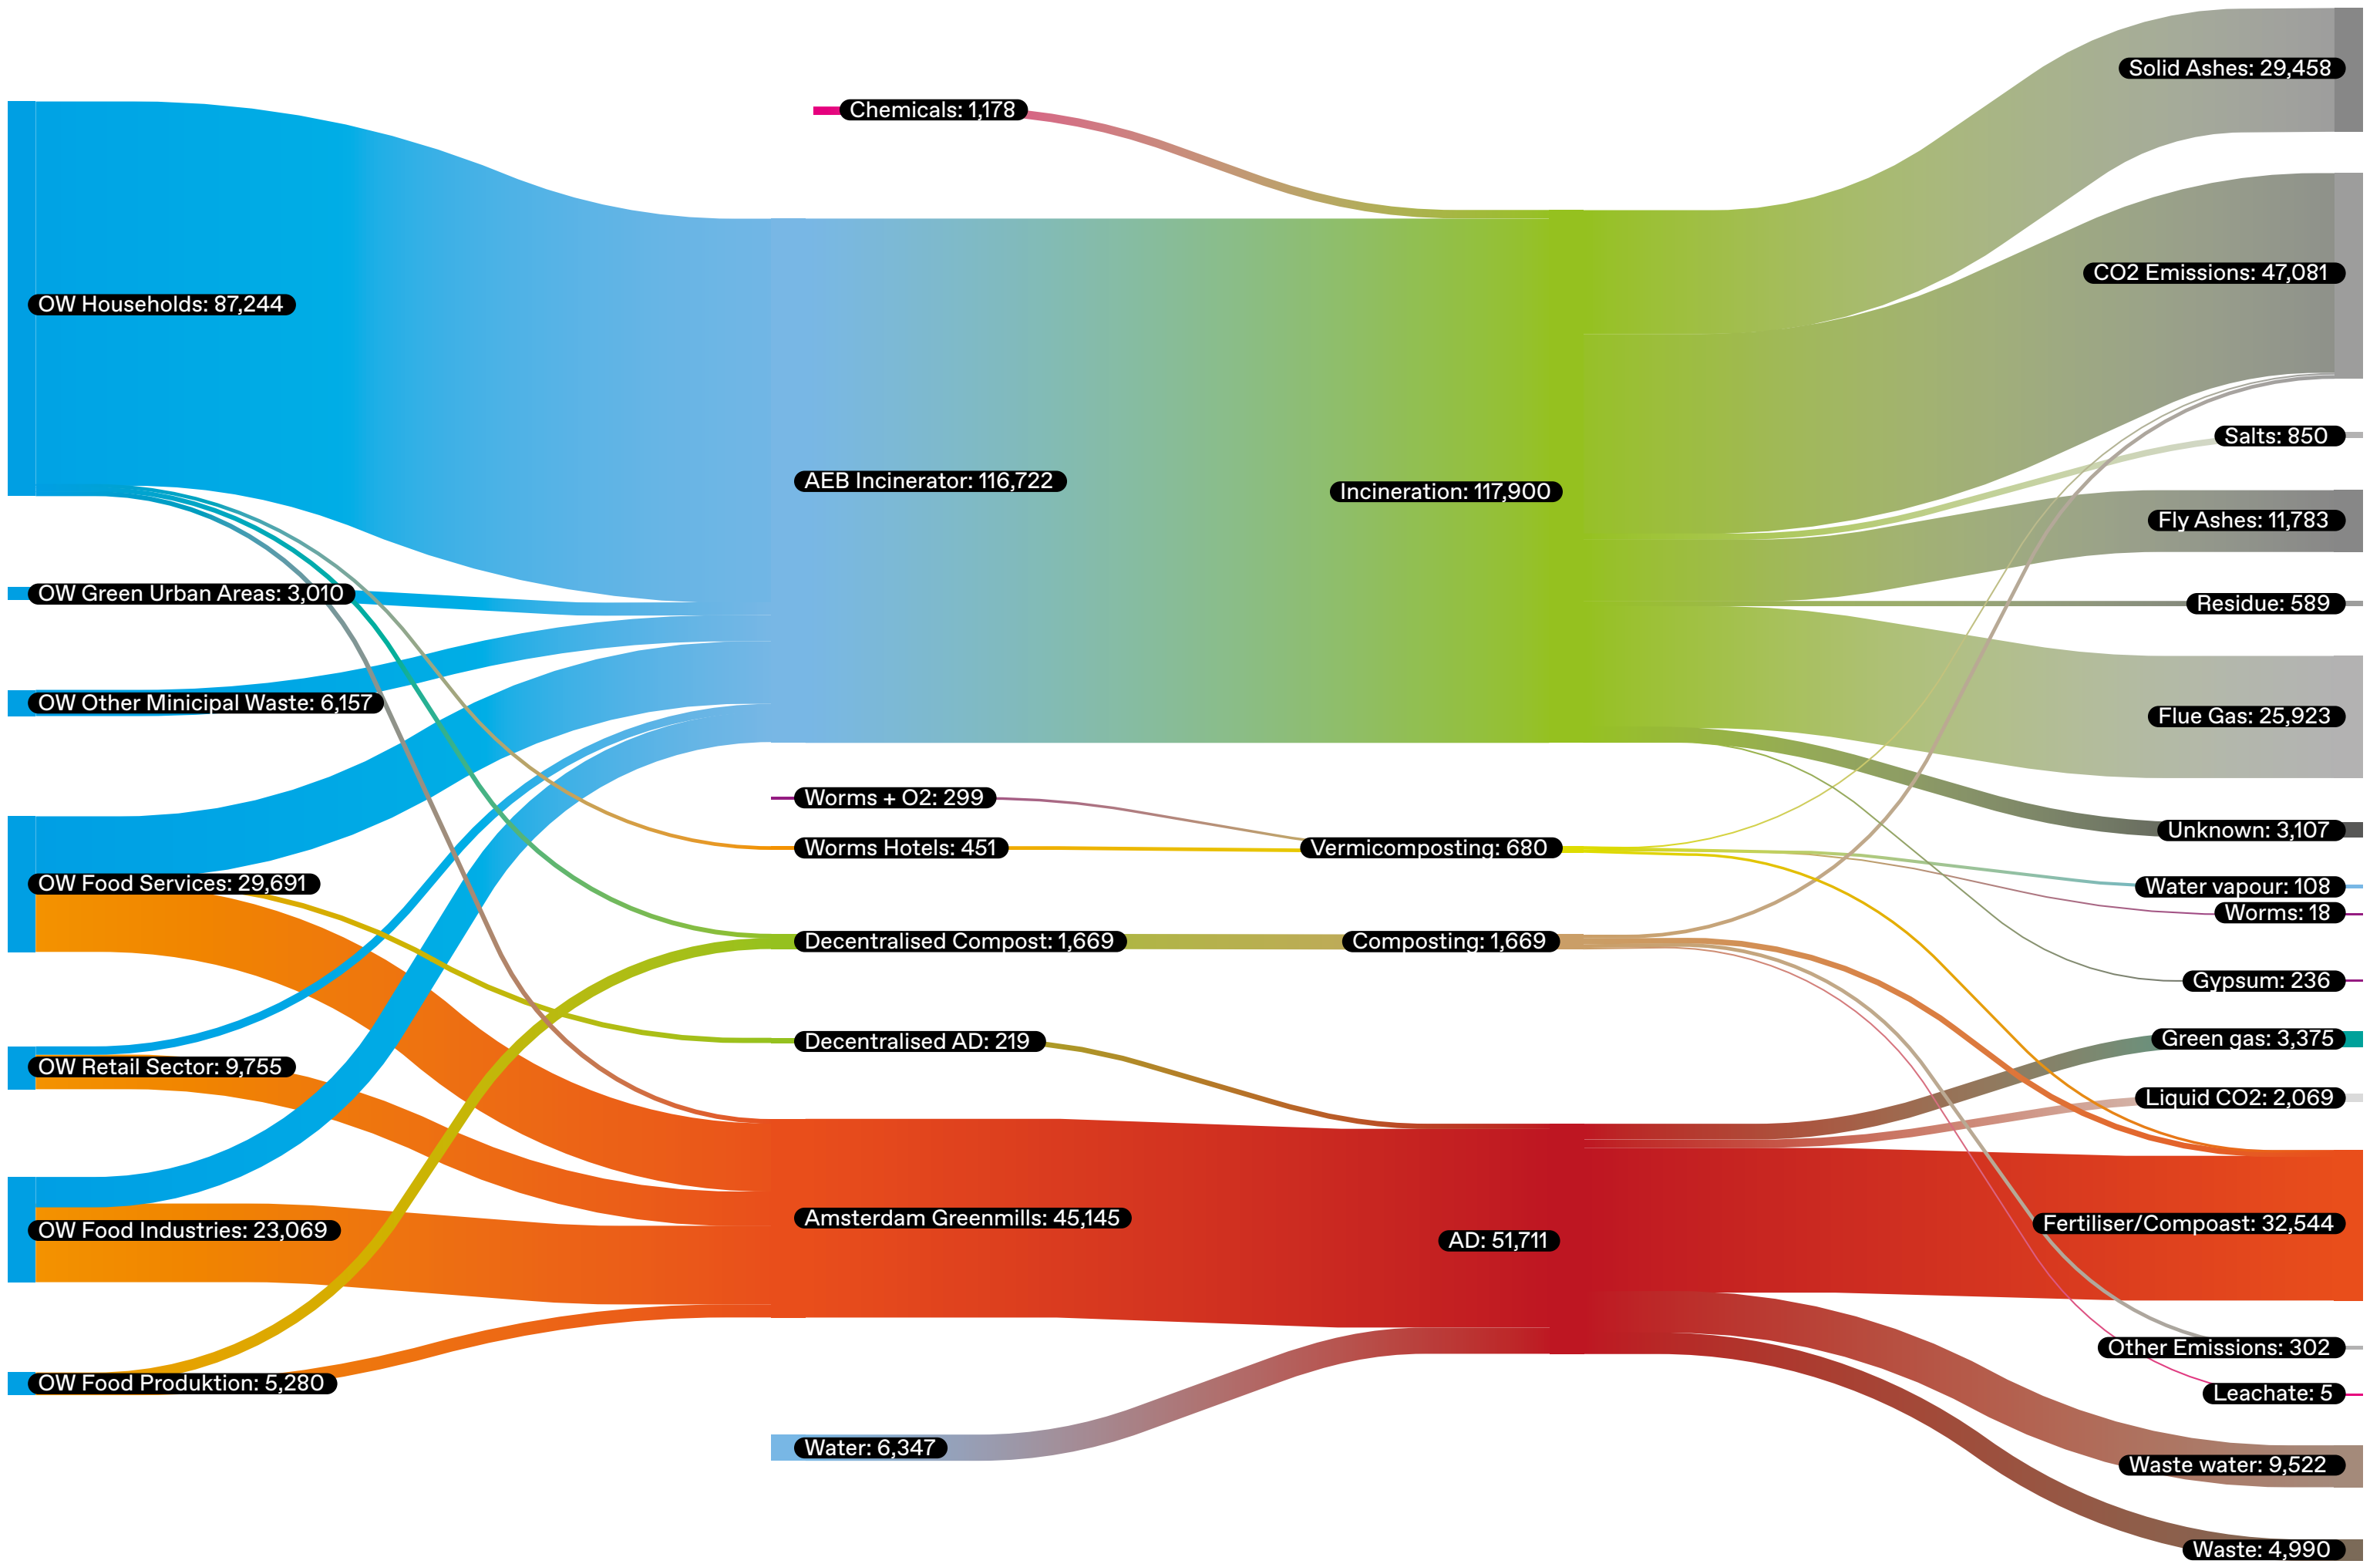 OW Households: 87,244
OW Green Urban Areas: 3,010
OW Other Minicipal Waste: 6,157
OW Food Services: 29,691
OW Retail Sector: 9,755
OW Food Industries: 23,069
OW Food Produktion: 5,280
Chemicals: 1,178
AEB Incinerator: 116,722
Worms + O2: 299
Worms Hotels: 451
Decentralised Compost: 1,669
Decentralised AD: 219
Amsterdam Greenmills: 45,145
Water: 6,347
Incineration: 117,900
Vermicomposting: 680
Composting: 1,669
AD: 51,711
Solid Ashes: 29,458
CO2 Emissions: 47,081
Salts: 850
Fly Ashes: 11,783
Residue: 589
Flue Gas: 25,923
Unknown: 3,107
Water vapour: 108
Worms: 18
Gypsum: 236
Green gas: 3,375
Liquid CO2: 2,069
Fertiliser/Compoast: 32,544
Other Emissions: 302
Leachate: 5
Waste water: 9,522
Waste: 4,990